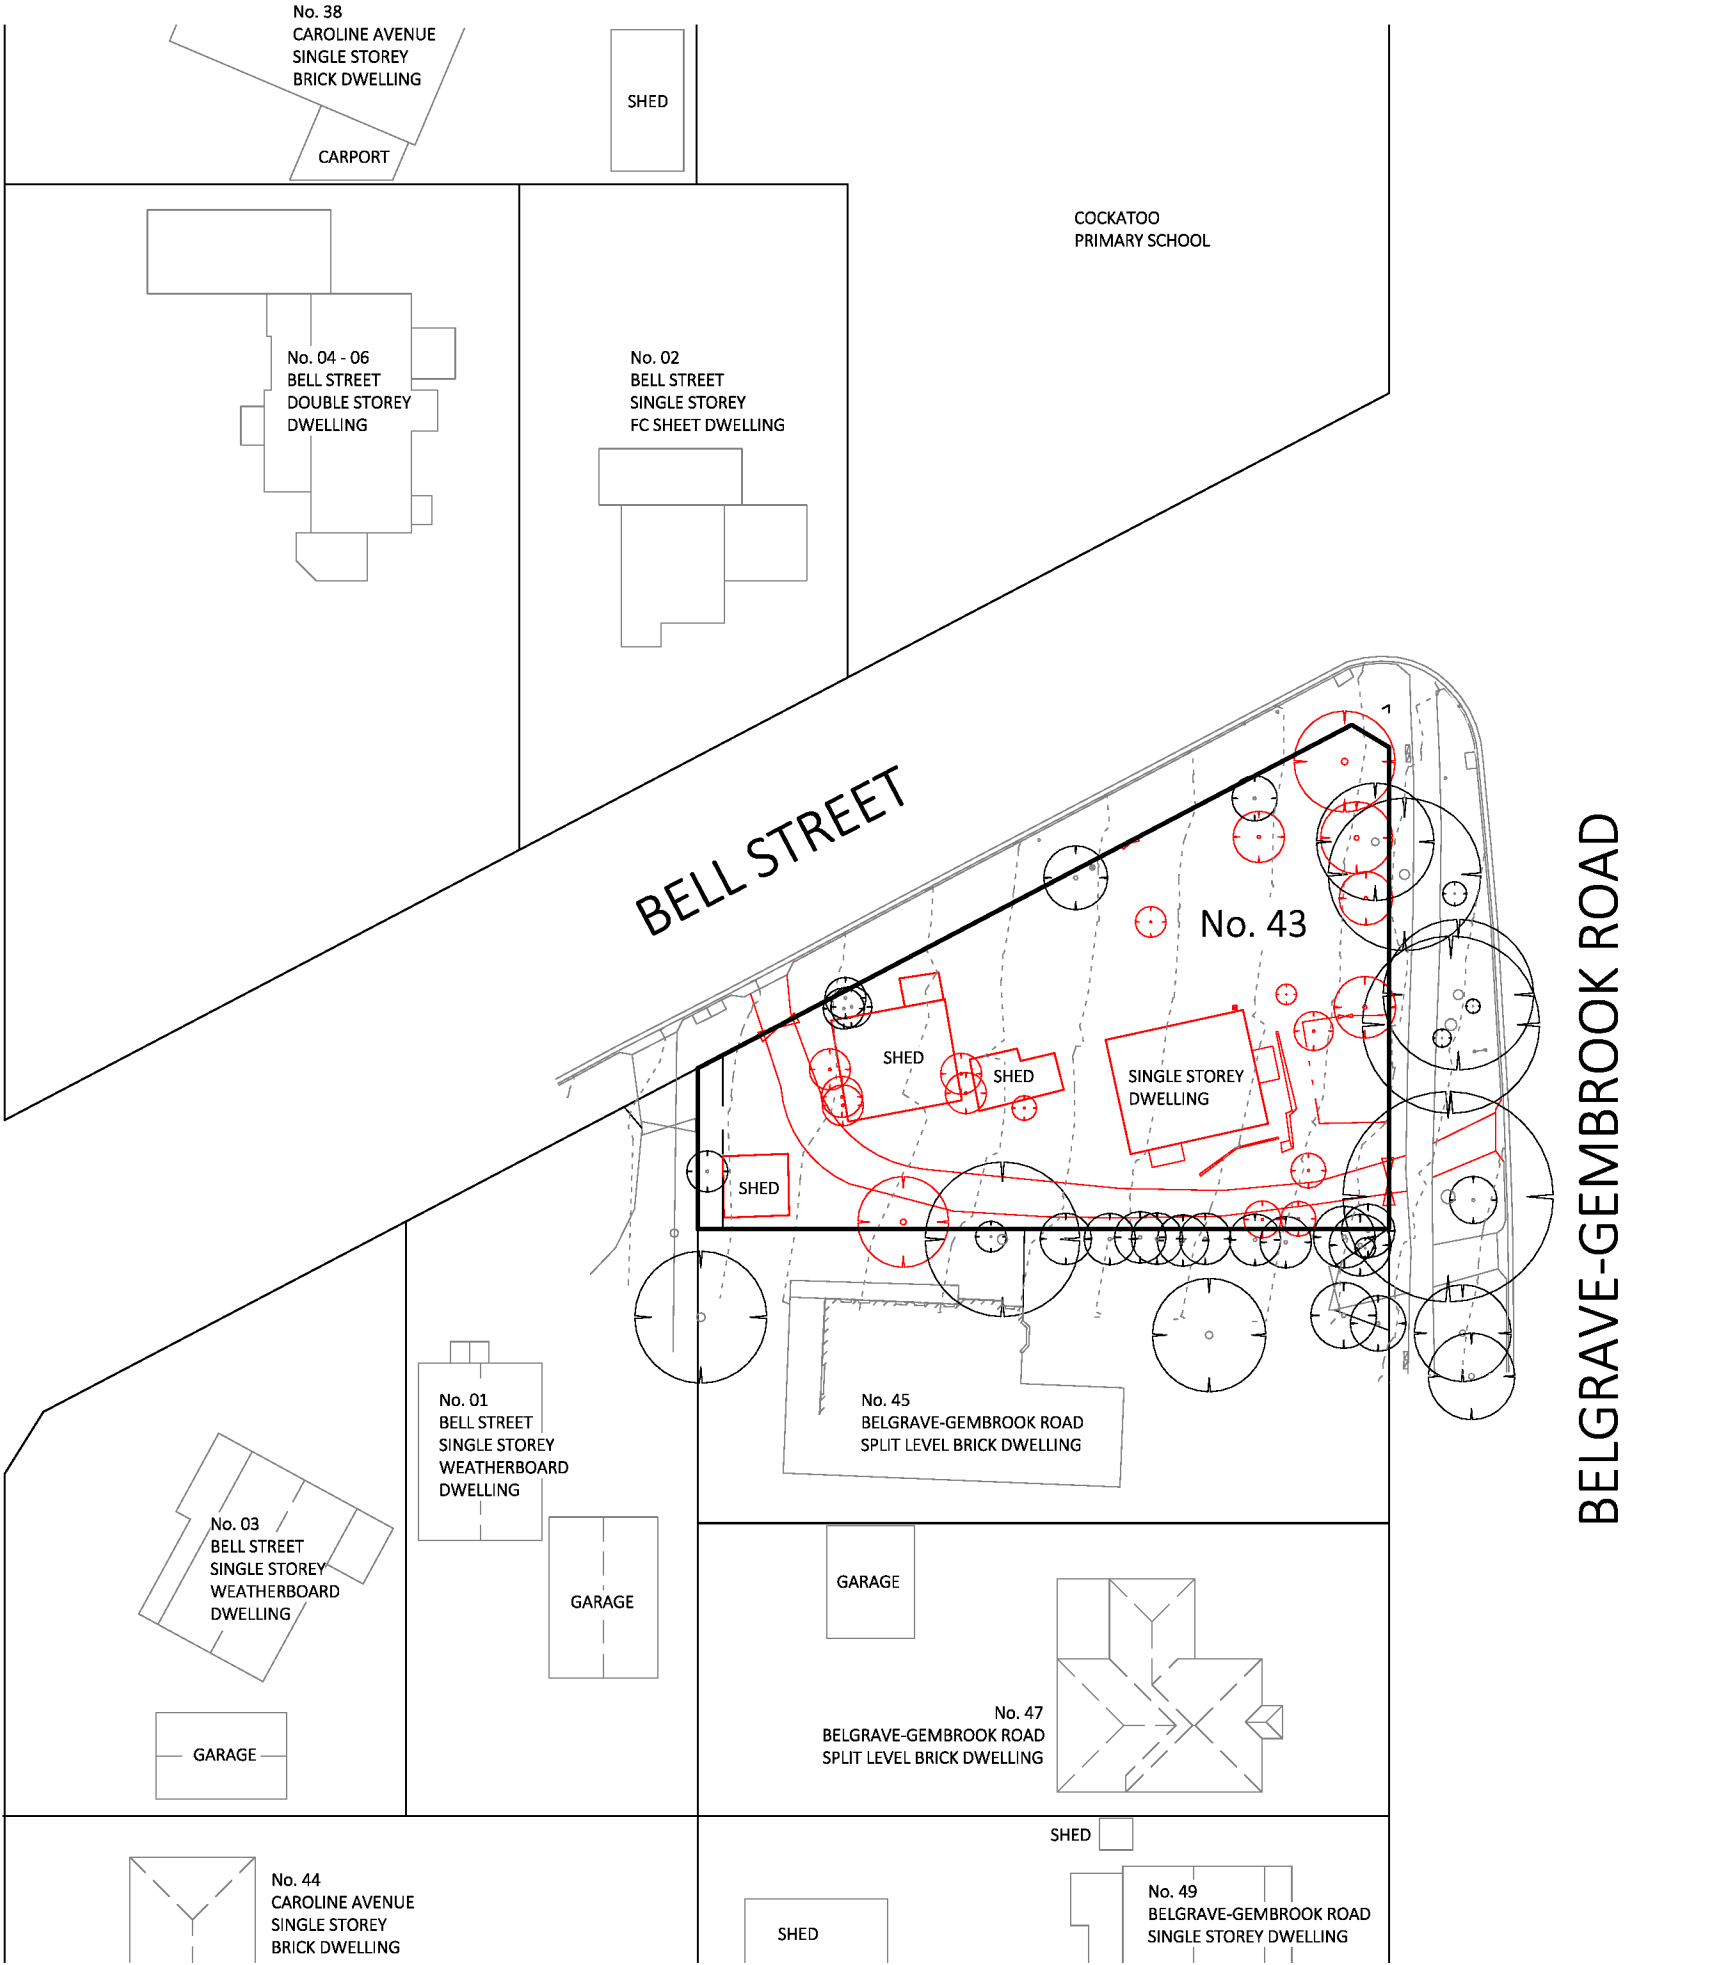 No. 38
CAROLINE AVENUE
SINGLE STOREY
BRICK DWELLING
SHED
CARPORT
COCKATOO
PRIMARY SCHOOL
No. 04 - 06
BELL STREET
DOUBLE STOREY
DWELLING
No. 02
BELL STREET
SINGLE STOREY
FC SHEET DWELLING
BELL STREET
No. 43
BELGRAVE-GEMBROOK ROAD
SHED
SHED
SINGLE STOREY
DWELLING
SHED
No. 01
BELL STREET
SINGLE STOREY
WEATHERBOARD
DWELLING
No. 45
BELGRAVE-GEMBROOK ROAD
SPLIT LEVEL BRICK DWELLING
No. 03
BELL STREET
SINGLE STOREY
WEATHERBOARD
DWELLING
GARAGE
GARAGE
No. 47
BELGRAVE-GEMBROOK ROAD
SPLIT LEVEL BRICK DWELLING
GARAGE
SHED
No. 44
CAROLINE AVENUE
SINGLE STOREY
BRICK DWELLING
SHED
No. 49
BELGRAVE-GEMBROOK ROAD
SINGLE STOREY DWELLING